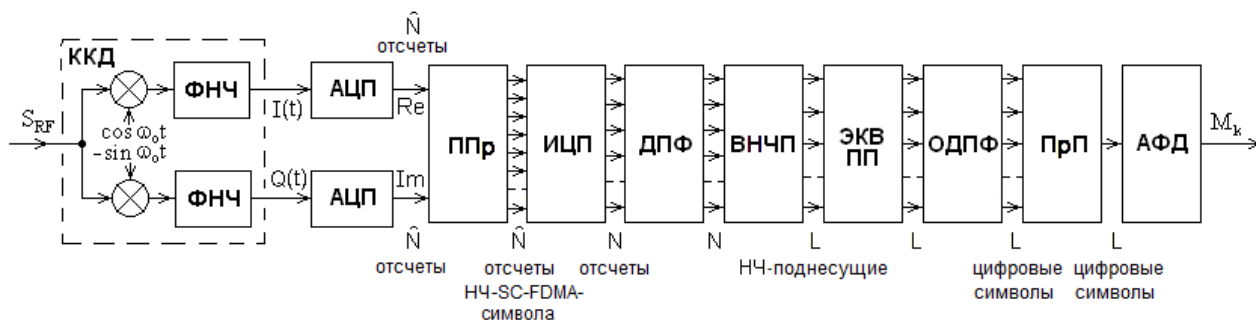 N̂
отсчеты
ККД
ФНЧ
I(t)
АЦП
Re
S_RF
cos ω₀t
-sin ω₀t
ФНЧ
Q(t)
АЦП
Im
ППр
ИЦП
ДПФ
ВНЧП
ЭКВ
ПП
ОДПФ
ПрП
АФД
M_k
N̂
отсчеты
N̂
отсчеты
НЧ-SC-FDMA-
символа
N
отсчеты
N
L
НЧ-поднесущие
L
L
цифровые
символы
L
цифровые
символы